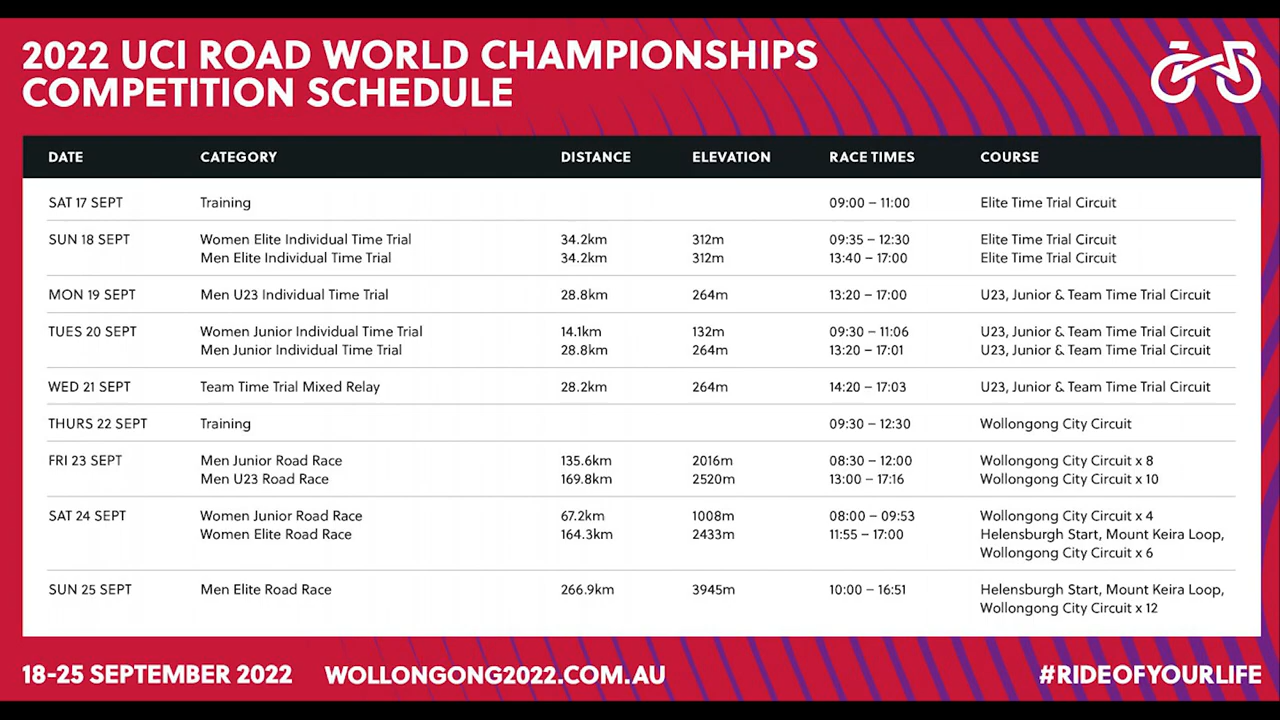 2022 UCI ROAD WORLD CHAMPIONSHIPS
COMPETITION SCHEDULE
DATE CATEGORY DISTANCE ELEVATION RACE TIMES COURSE
SAT 17 SEPT Training 09:00 – 11:00 Elite Time Trial Circuit
SUN 18 SEPT Women Elite Individual Time Trial 34.2km 312m 09:35 – 12:30 Elite Time Trial Circuit
Men Elite Individual Time Trial 34.2km 312m 13:40 – 17:00 Elite Time Trial Circuit
MON 19 SEPT Men U23 Individual Time Trial 28.8km 264m 13:20 – 17:00 U23, Junior & Team Time Trial Circuit
TUES 20 SEPT Women Junior Individual Time Trial 14.1km 132m 09:30 – 11:06 U23, Junior & Team Time Trial Circuit
Men Junior Individual Time Trial 28.8km 264m 13:20 – 17:01 U23, Junior & Team Time Trial Circuit
WED 21 SEPT Team Time Trial Mixed Relay 28.2km 264m 14:20 – 17:03 U23, Junior & Team Time Trial Circuit
THURS 22 SEPT Training 09:30 – 12:30 Wollongong City Circuit
FRI 23 SEPT Men Junior Road Race 135.6km 2016m 08:30 – 12:00 Wollongong City Circuit x 8
Men U23 Road Race 169.8km 2520m 13:00 – 17:16 Wollongong City Circuit x 10
SAT 24 SEPT Women Junior Road Race 67.2km 1008m 08:00 – 09:53 Wollongong City Circuit x 4
Women Elite Road Race 164.3km 2433m 11:55 – 17:00 Helensburgh Start, Mount Keira Loop,
Wollongong City Circuit x 6
SUN 25 SEPT Men Elite Road Race 266.9km 3945m 10:00 – 16:51 Helensburgh Start, Mount Keira Loop,
Wollongong City Circuit x 12
18-25 SEPTEMBER 2022 WOLLONGONG2022.COM.AU #RIDEOFYOURLIFE